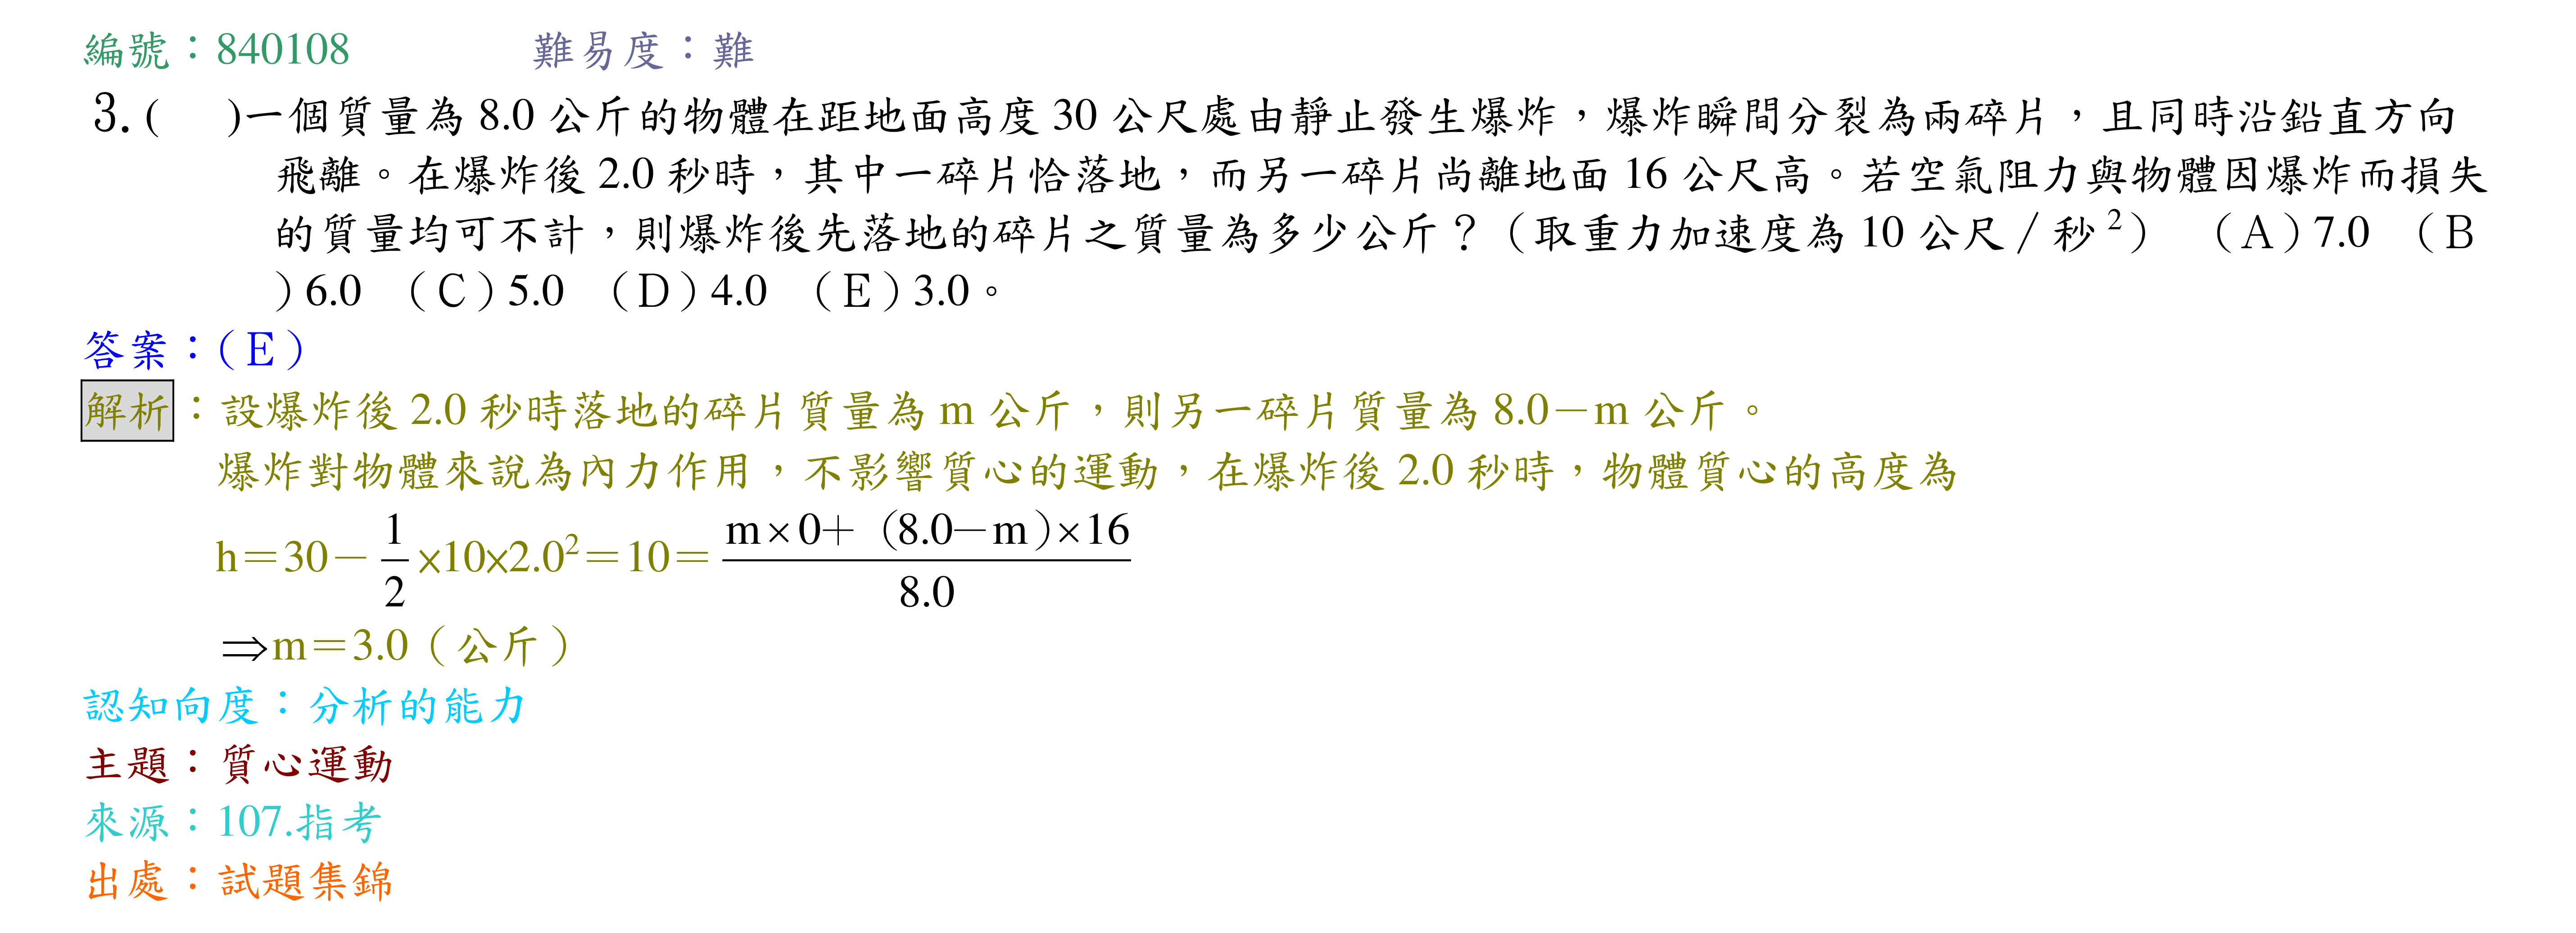 編號：840108　難易度：難
3.(　)一個質量為 8.0 公斤的物體在距地面高度 30 公尺處由靜止發生爆炸，爆炸瞬間分裂為兩碎片，且同時沿鉛直方向
飛離。在爆炸後 2.0 秒時，其中一碎片恰落地，而另一碎片尚離地面 16 公尺高。若空氣阻力與物體因爆炸而損失
的質量均可不計，則爆炸後先落地的碎片之質量為多少公斤？（取重力加速度為 10 公尺／秒²）　（A）7.0　（B
）6.0　（C）5.0　（D）4.0　（E）3.0。
答案：（E）
解析：設爆炸後 2.0 秒時落地的碎片質量為 m 公斤，則另一碎片質量為 8.0－m 公斤。
爆炸對物體來說為內力作用，不影響質心的運動，在爆炸後 2.0 秒時，物體質心的高度為
h＝30－1/2×10×2.0²＝10＝(m×0＋（8.0－m）×16)/8.0
⇒m＝3.0（公斤）
認知向度：分析的能力
主題：質心運動
來源：107.指考
出處：試題集錦